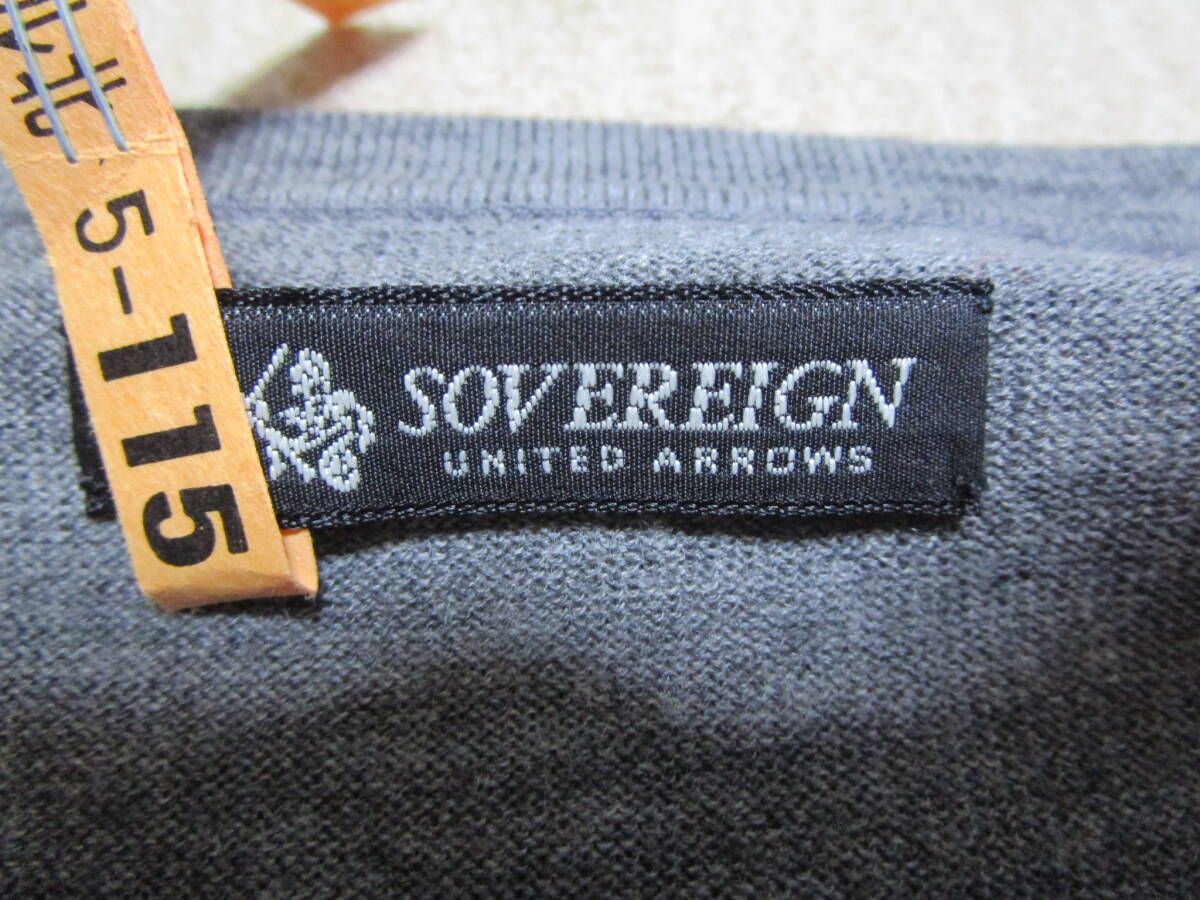 5-115
SOVEREIGN
UNITED ARROWS